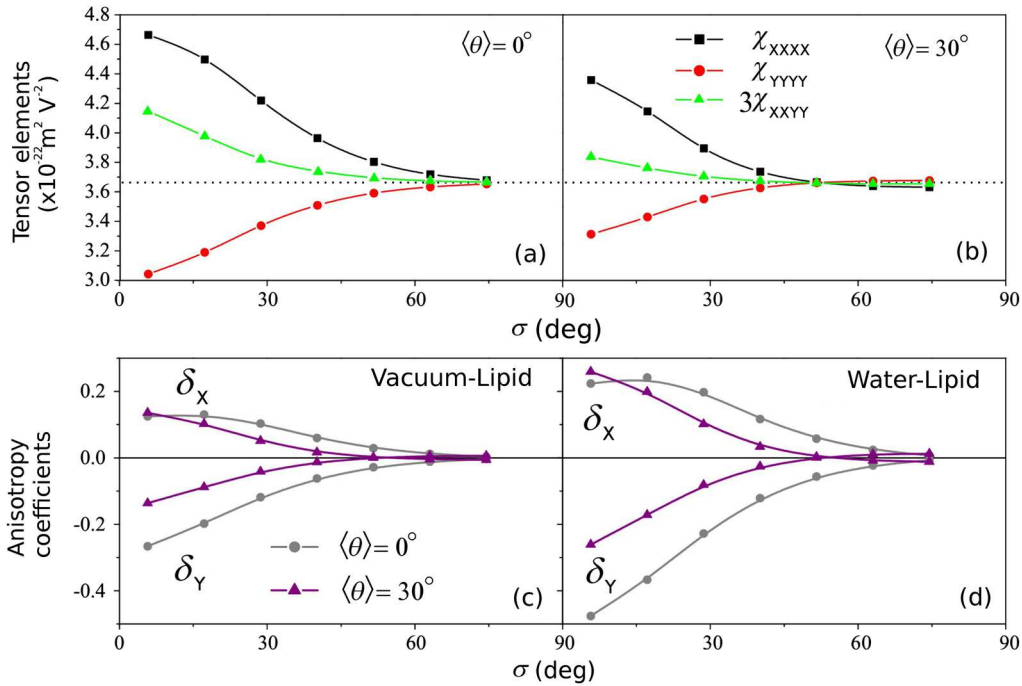 4.8
4.6
4.4
4.2
4.0
3.8
3.6
3.4
3.2
3.0
Tensor elements
(x10⁻²²m² V⁻²)
⟨θ⟩= 0°
(a)
χXXXX
χYYYY
3χXXYY
⟨θ⟩= 30°
(b)
0 30 60 90 30 60 90
σ (deg)
0.2
0.0
-0.2
-0.4
Anisotropy
coefficients
δX
Vacuum-Lipid
δY
⟨θ⟩= 0°
⟨θ⟩= 30°
(c)
Water-Lipid
δX
δY
(d)
0 30 60 90 30 60 90
σ (deg)